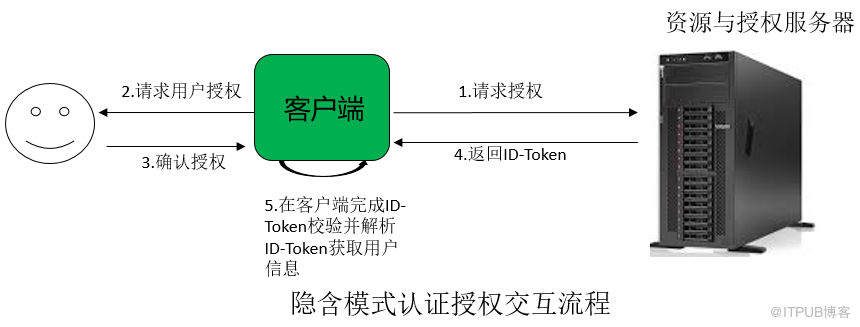 资源与授权服务器
2.请求用户授权
客户端
1.请求授权
3.确认授权
4.返回ID-Token
5.在客户端完成ID-
Token校验并解析
ID-Token获取用户
信息
隐含模式认证授权交互流程
@ITPUB博客